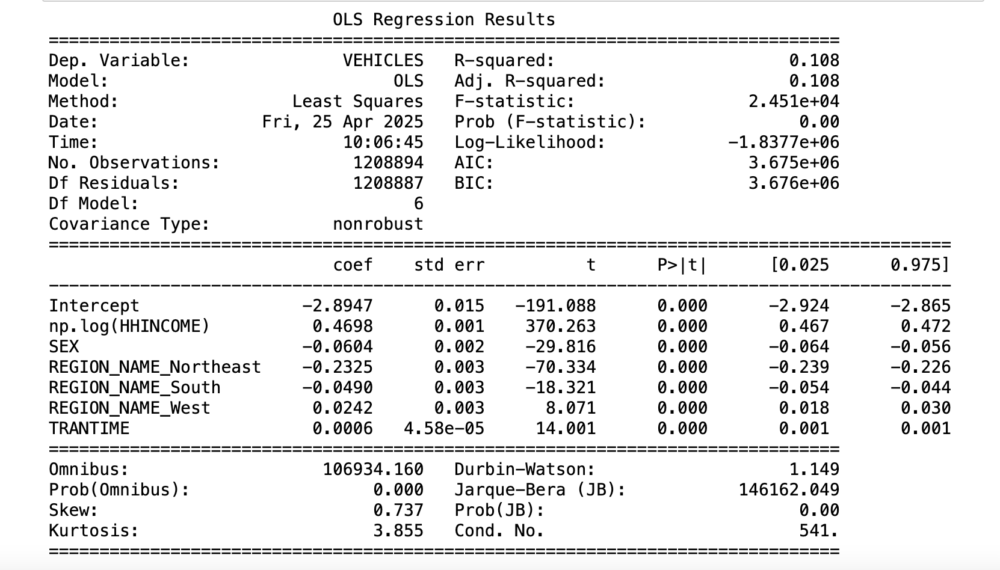 OLS Regression Results
==============================================================================
Dep. Variable: VEHICLES R-squared: 0.108
Model: OLS Adj. R-squared: 0.108
Method: Least Squares F-statistic: 2.451e+04
Date: Fri, 25 Apr 2025 Prob (F-statistic): 0.00
Time: 10:06:45 Log-Likelihood: -1.8377e+06
No. Observations: 1208894 AIC: 3.675e+06
Df Residuals: 1208887 BIC: 3.676e+06
Df Model: 6
Covariance Type: nonrobust
=========================================================================================
coef std err t P>|t| [0.025 0.975]
-----------------------------------------------------------------------------------------
Intercept -2.8947 0.015 -191.088 0.000 -2.924 -2.865
np.log(HHINCOME) 0.4698 0.001 370.263 0.000 0.467 0.472
SEX -0.0604 0.002 -29.816 0.000 -0.064 -0.056
REGION_NAME_Northeast -0.2325 0.003 -70.334 0.000 -0.239 -0.226
REGION_NAME_South -0.0490 0.003 -18.321 0.000 -0.054 -0.044
REGION_NAME_West 0.0242 0.003 8.071 0.000 0.018 0.030
TRANTIME 0.0006 4.58e-05 14.001 0.000 0.001 0.001
==============================================================================
Omnibus: 106934.160 Durbin-Watson: 1.149
Prob(Omnibus): 0.000 Jarque-Bera (JB): 146162.049
Skew: 0.737 Prob(JB): 0.00
Kurtosis: 3.855 Cond. No. 541.
==============================================================================